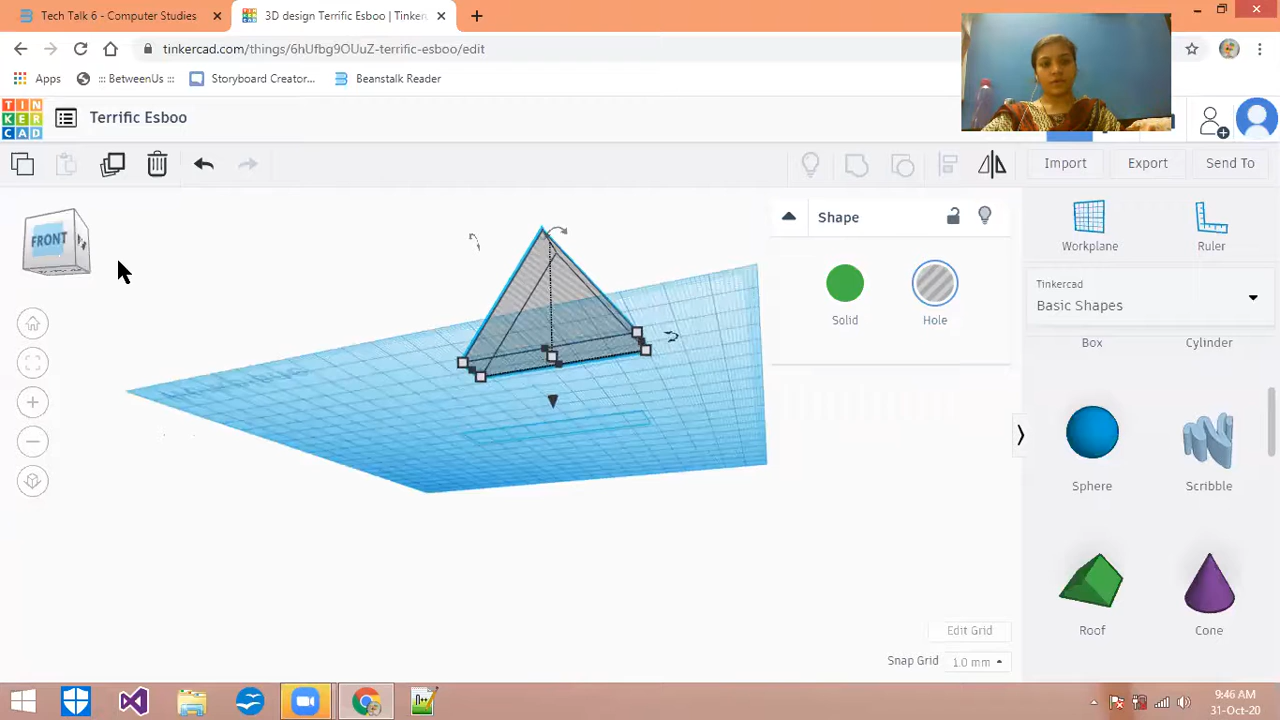 Tech Talk 6 - Computer Studies
3D design Terrific Esboo | Tinker
tinkercad.com/things/6hUfbg9OUuZ-terrific-esboo/edit
Apps
::: BetweenUs :::
Storyboard Creator...
Beanstalk Reader
TIN
KER
CAD
Terrific Esboo
Import
Export
Send To
FRONT
Shape
Solid
Hole
Workplane
Ruler
Tinkercad
Basic Shapes
Box
Cylinder
Sphere
Scribble
Roof
Cone
Edit Grid
Snap Grid
1.0 mm
9:46 AM
31-Oct-20